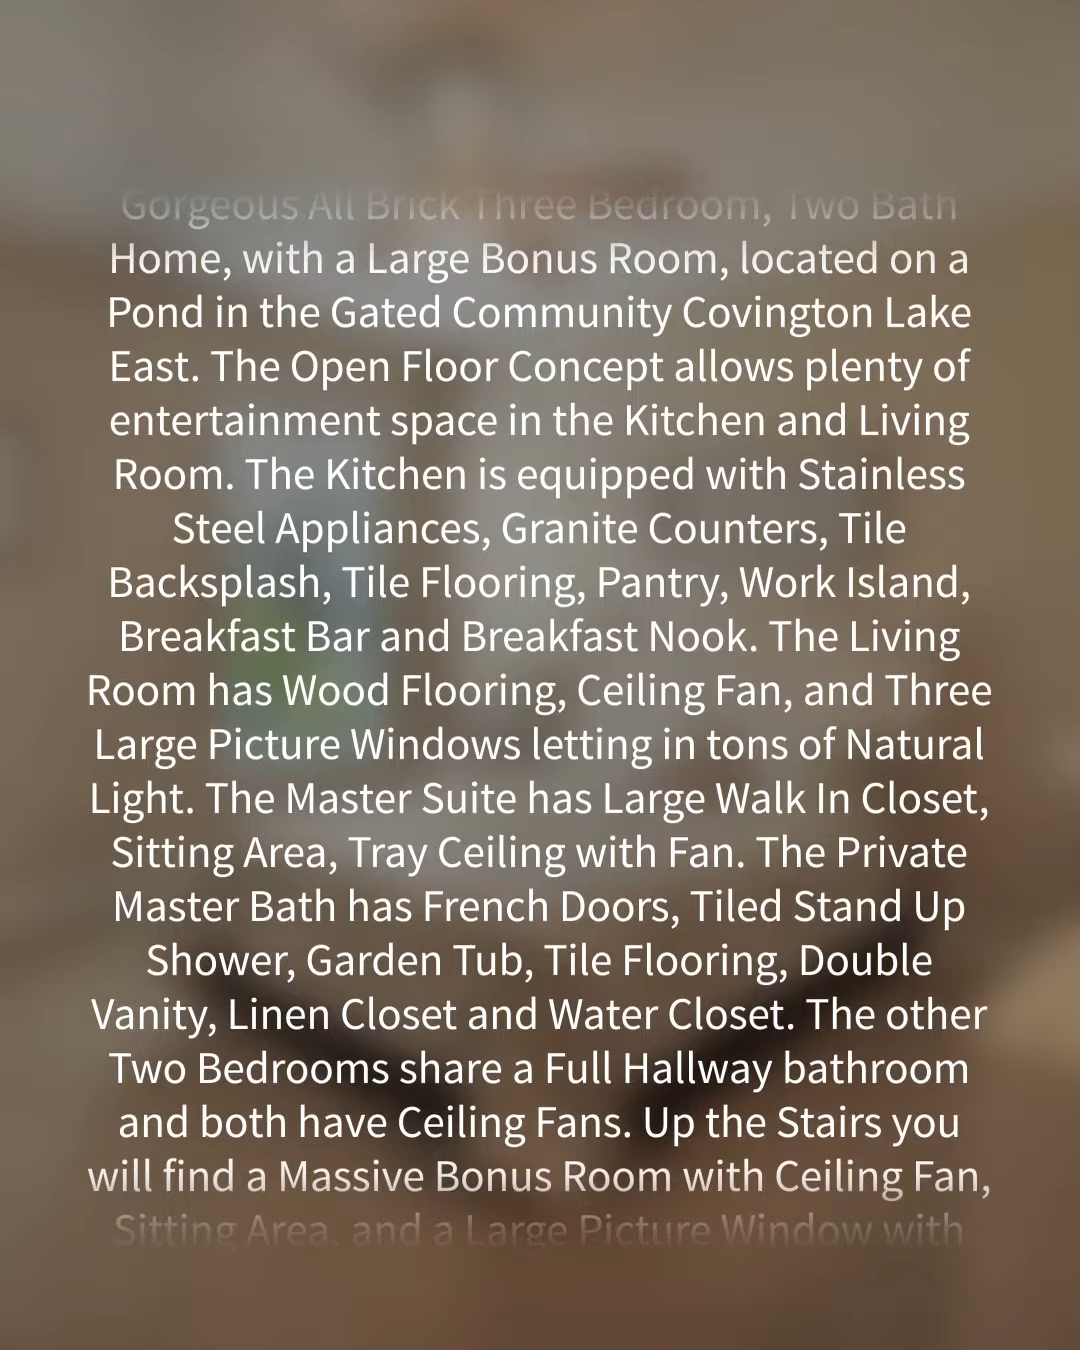 Gorgeous All Brick Three Bedroom, Two Bath
Home, with a Large Bonus Room, located on a
Pond in the Gated Community Covington Lake
East. The Open Floor Concept allows plenty of
entertainment space in the Kitchen and Living
Room. The Kitchen is equipped with Stainless
Steel Appliances, Granite Counters, Tile
Backsplash, Tile Flooring, Pantry, Work Island,
Breakfast Bar and Breakfast Nook. The Living
Room has Wood Flooring, Ceiling Fan, and Three
Large Picture Windows letting in tons of Natural
Light. The Master Suite has Large Walk In Closet,
Sitting Area, Tray Ceiling with Fan. The Private
Master Bath has French Doors, Tiled Stand Up
Shower, Garden Tub, Tile Flooring, Double
Vanity, Linen Closet and Water Closet. The other
Two Bedrooms share a Full Hallway bathroom
and both have Ceiling Fans. Up the Stairs you
will find a Massive Bonus Room with Ceiling Fan,
Sitting Area, and a Large Picture Window with